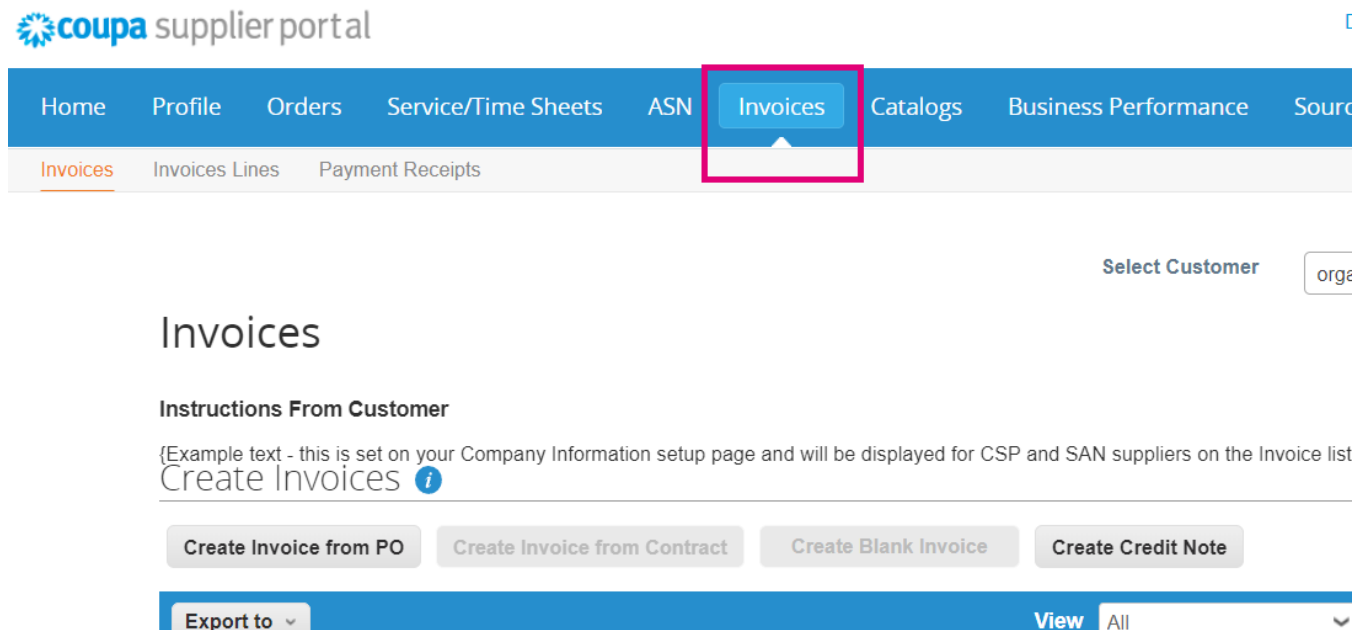 coupa supplier portal
Home Profile Orders Service/Time Sheets ASN Invoices Catalogs Business Performance
Invoices Invoices Lines Payment Receipts
Select Customer
Invoices
Instructions From Customer
{Example text - this is set on your Company Information setup page and will be displayed for CSP and SAN suppliers on the Invoice list
Create Invoices i
Create Invoice from PO Create Invoice from Contract Create Blank Invoice Create Credit Note
Export to View All